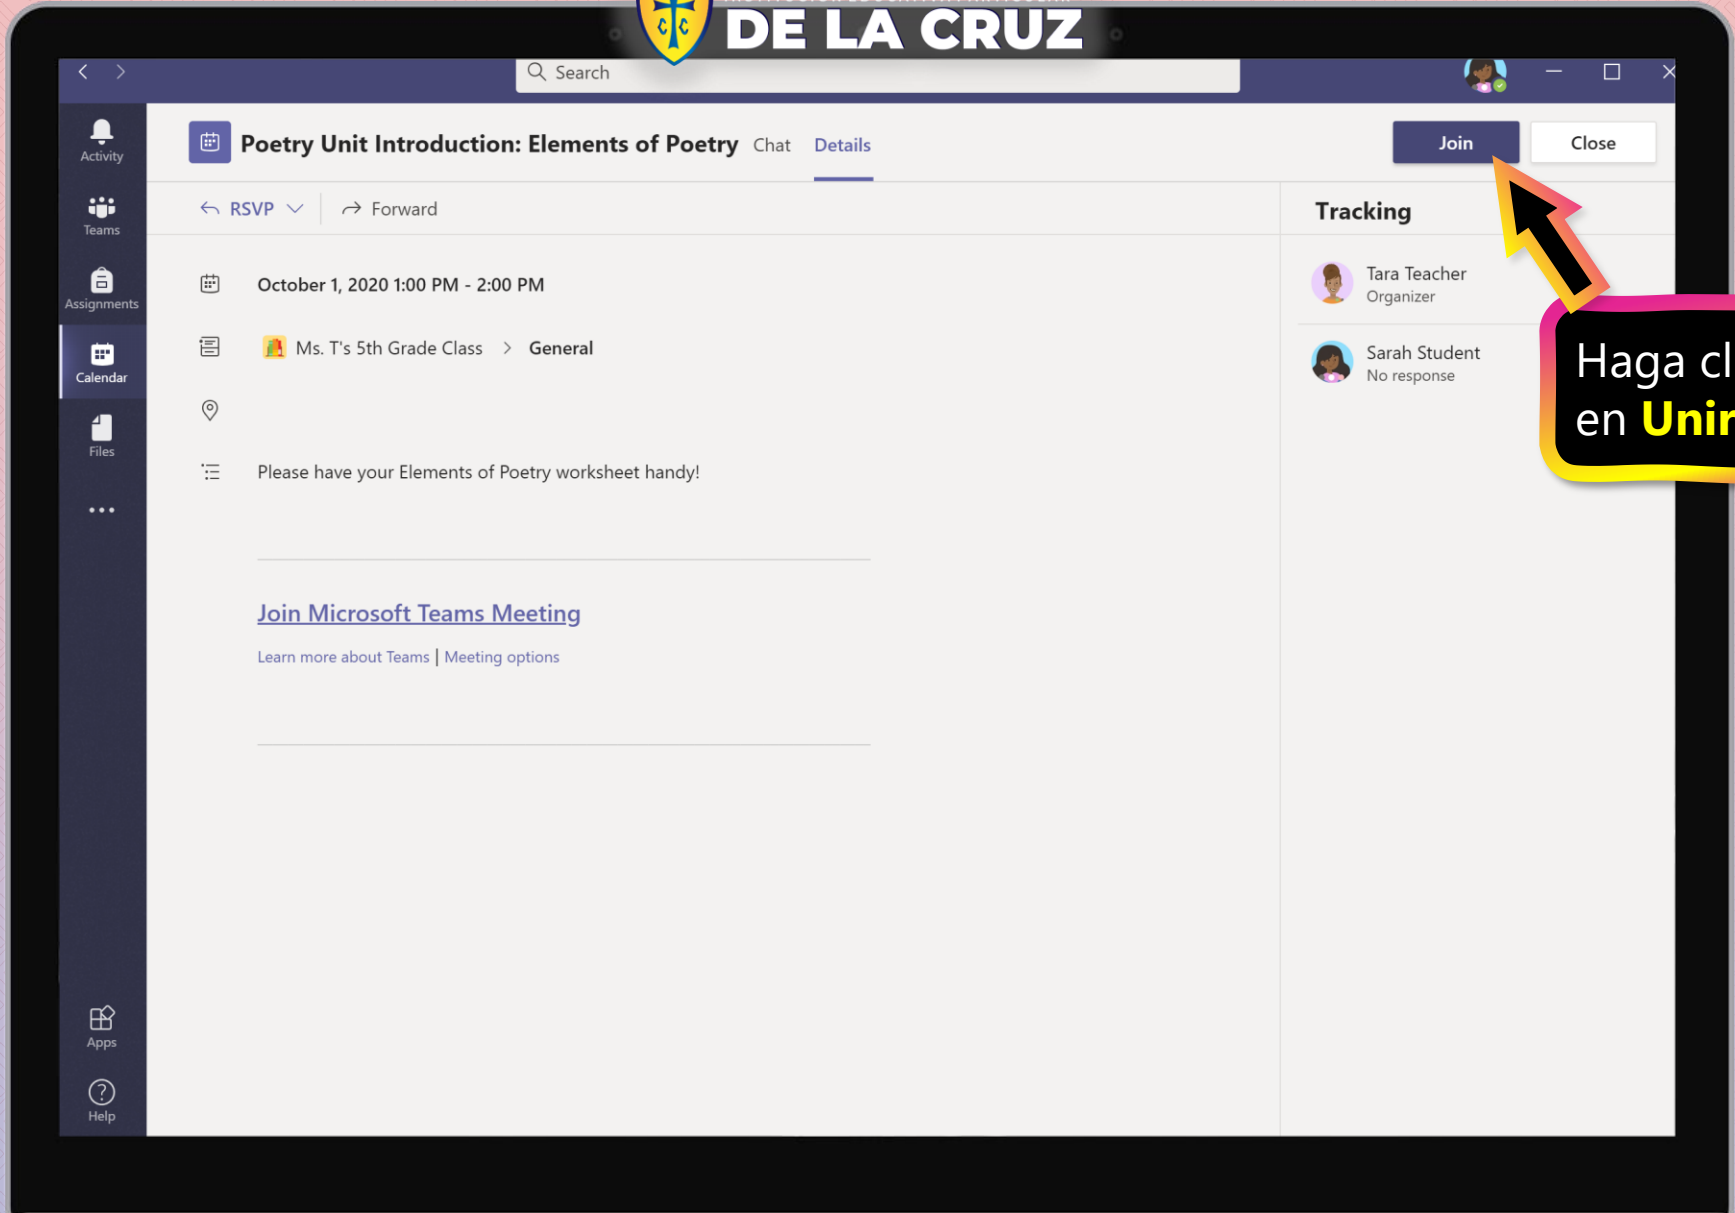 DE LA CRUZ
Search
Activity
Poetry Unit Introduction: Elements of Poetry Chat Details
Join
Close
Teams
RSVP
Forward
Tracking
Assignments
October 1, 2020 1:00 PM - 2:00 PM
Tara Teacher
Organizer
Calendar
Ms. T's 5th Grade Class > General
Sarah Student
No response
Haga cl
en Unir
Files
Please have your Elements of Poetry worksheet handy!
Join Microsoft Teams Meeting
Learn more about Teams | Meeting options
Apps
Help